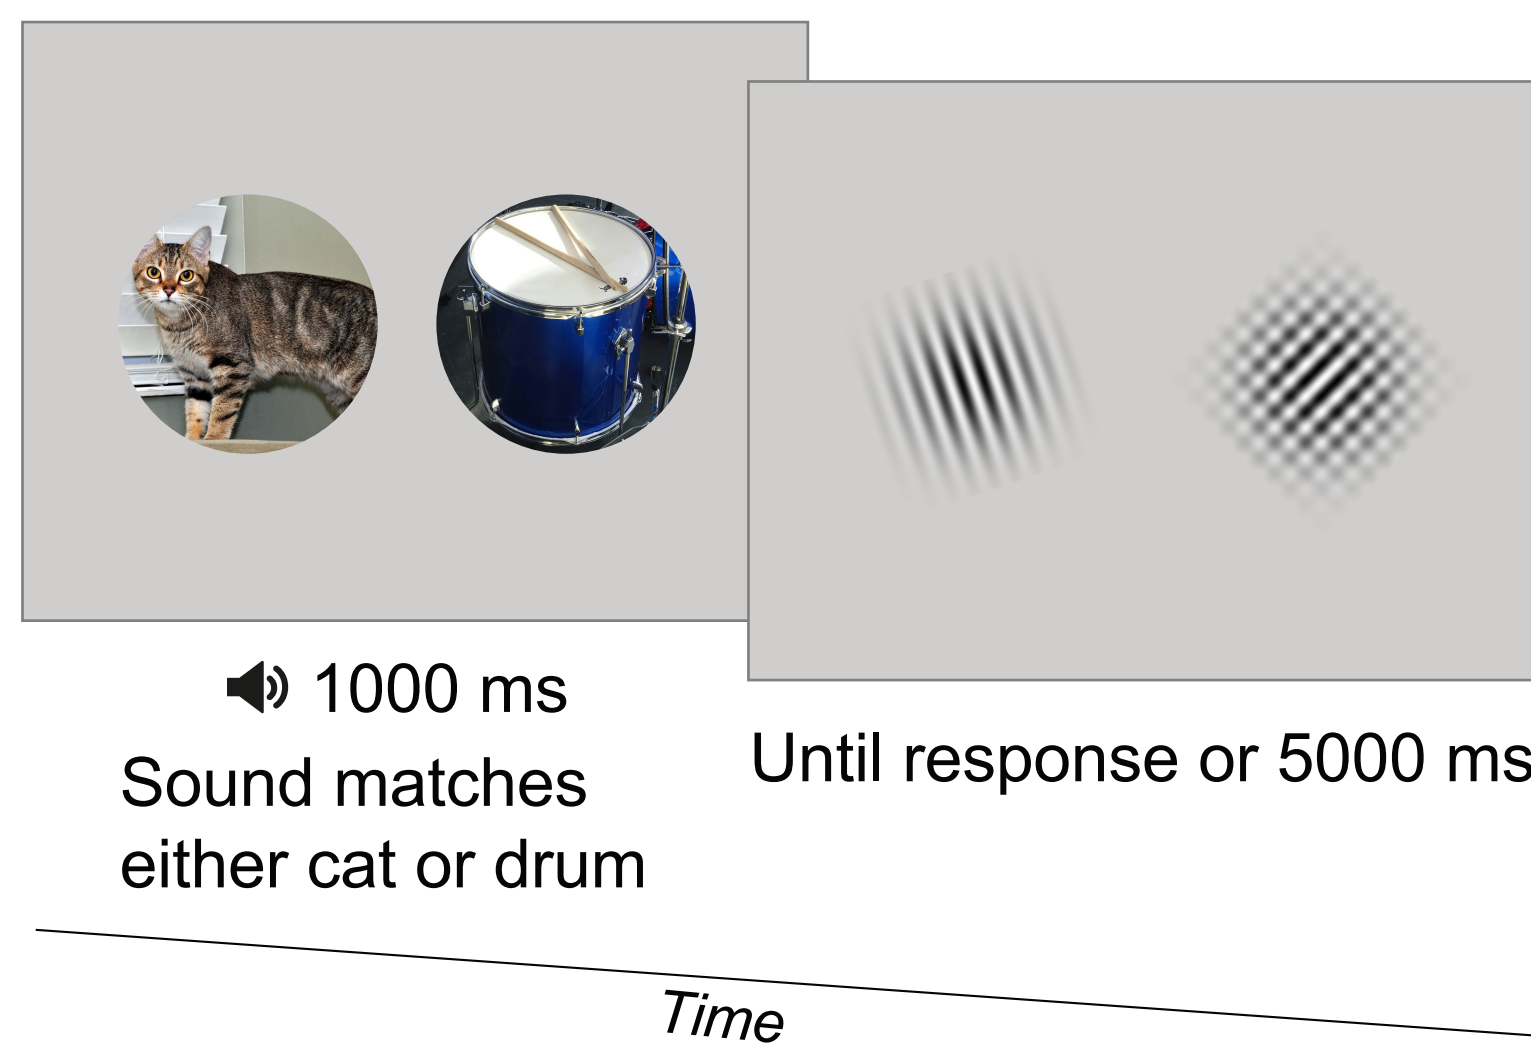 1000 ms
Sound matches
either cat or drum
Until response or 5000 ms
Time